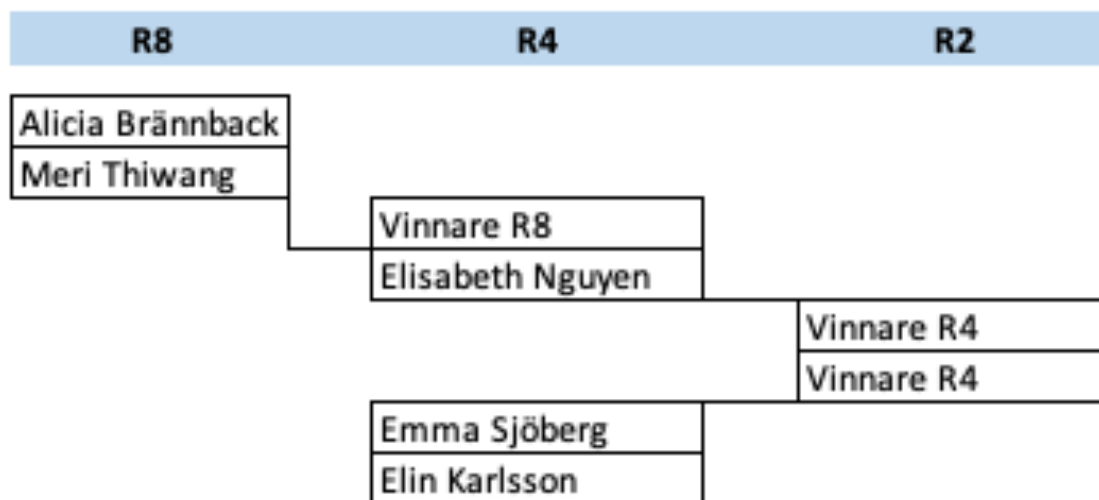 R8 R4 R2
Alicia Brännback
Meri Thiwang
Vinnare R8
Elisabeth Nguyen
Vinnare R4
Vinnare R4
Emma Sjöberg
Elin Karlsson